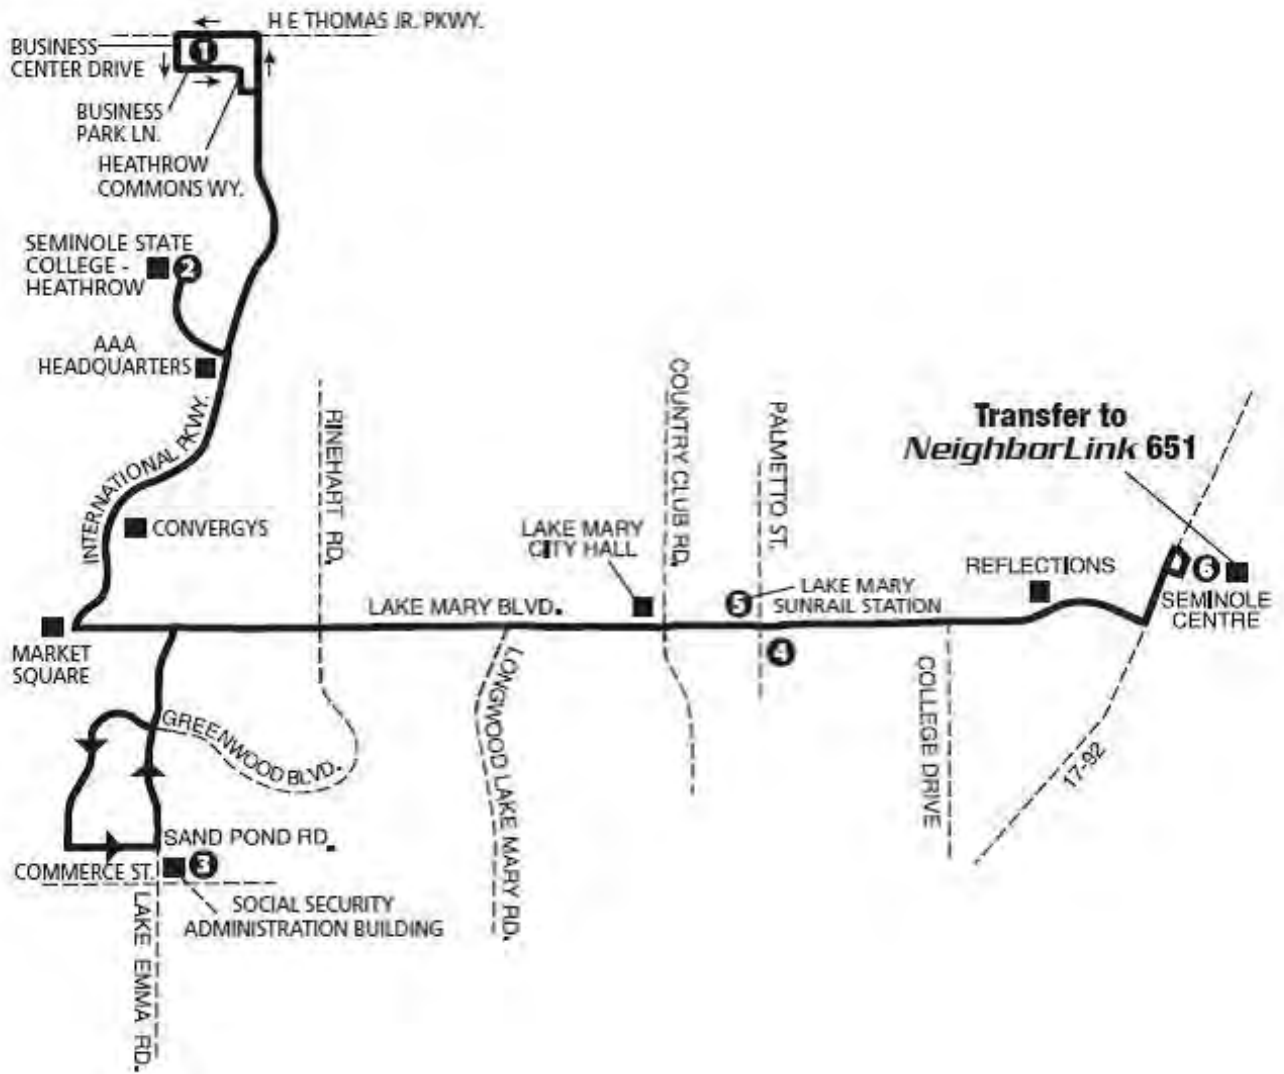 H E THOMAS JR. PKWY.
BUSINESS
CENTER DRIVE
1
BUSINESS
PARK LN.
HEATHROW
COMMONS WY.
SEMINOLE STATE
COLLEGE -
HEATHROW
2
AAA
HEADQUARTERS
INTERNATIONAL PKWY.
CONVERGYS
RINEHART RD.
COUNTRY CLUB RD.
PALMETTO ST.
Transfer to
NeighborLink 651
LAKE MARY
CITY HALL
REFLECTIONS
6
SEMINOLE
CENTRE
LAKE MARY BLVD.
5
LAKE MARY
SUNRAIL STATION
4
MARKET
SQUARE
GREENWOOD BLVD.
LONGWOOD LAKE MARY RD.
COLLEGE DRIVE
17-92
SAND POND RD.
COMMERCE ST.
3
SOCIAL SECURITY
ADMINISTRATION BUILDING
LAKE EMMA RD.